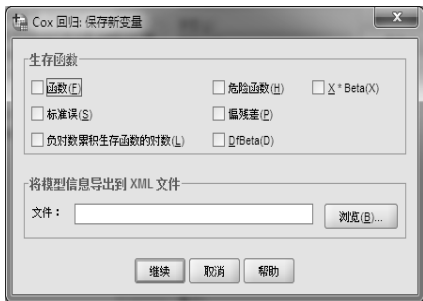 Cox 回归: 保存新变量
生存函数
函数(F)
危险函数(H)
X * Beta(X)
标准误(S)
偏残差(P)
负对数累积生存函数的对数(L)
DfBeta(D)
将模型信息导出到 XML 文件
文件：
浏览(B)...
继续
取消
帮助